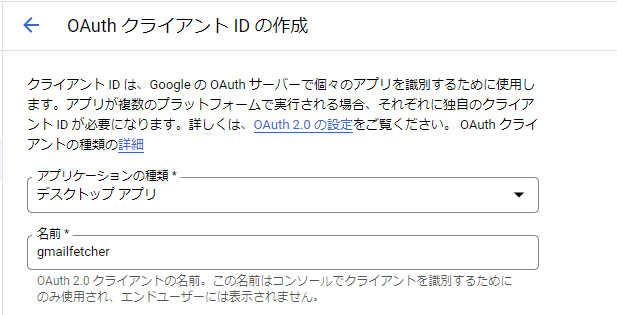 OAuth クライアント ID の作成
クライアント ID は、Google の OAuth サーバーで個々のアプリを識別するために使用し
ます。アプリが複数のプラットフォームで実行される場合、それぞれに独自のクライア
ント ID が必要になります。詳しくは、OAuth 2.0 の設定をご覧ください。 OAuth クライ
アントの種類の詳細
アプリケーションの種類 *
デスクトップ アプリ
名前 *
gmailfetcher
OAuth 2.0 クライアントの名前。この名前はコンソールでクライアントを識別するために
のみ使用され、エンドユーザーには表示されません。